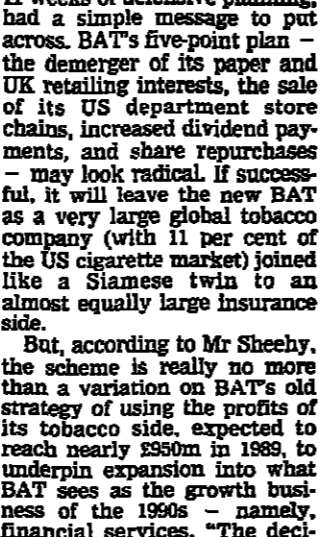 11 weeks of defensive planning,
had a simple message to put
across. BAT's five-point plan –
the demerger of its paper and
UK retailing interests, the sale
of its US department store
chains, increased dividend pay-
ments, and share repurchases
– may look radical. If success-
ful, it will leave the new BAT
as a very large global tobacco
company (with 11 per cent of
the US cigarette market) joined
like a Siamese twin to an
almost equally large insurance
side.
But, according to Mr Sheehy,
the scheme is really no more
than a variation on BAT's old
strategy of using the profits of
its tobacco side, expected to
reach nearly £950m in 1989, to
underpin expansion into what
BAT sees as the growth busi-
ness of the 1990s – namely,
financial services. "The deci-